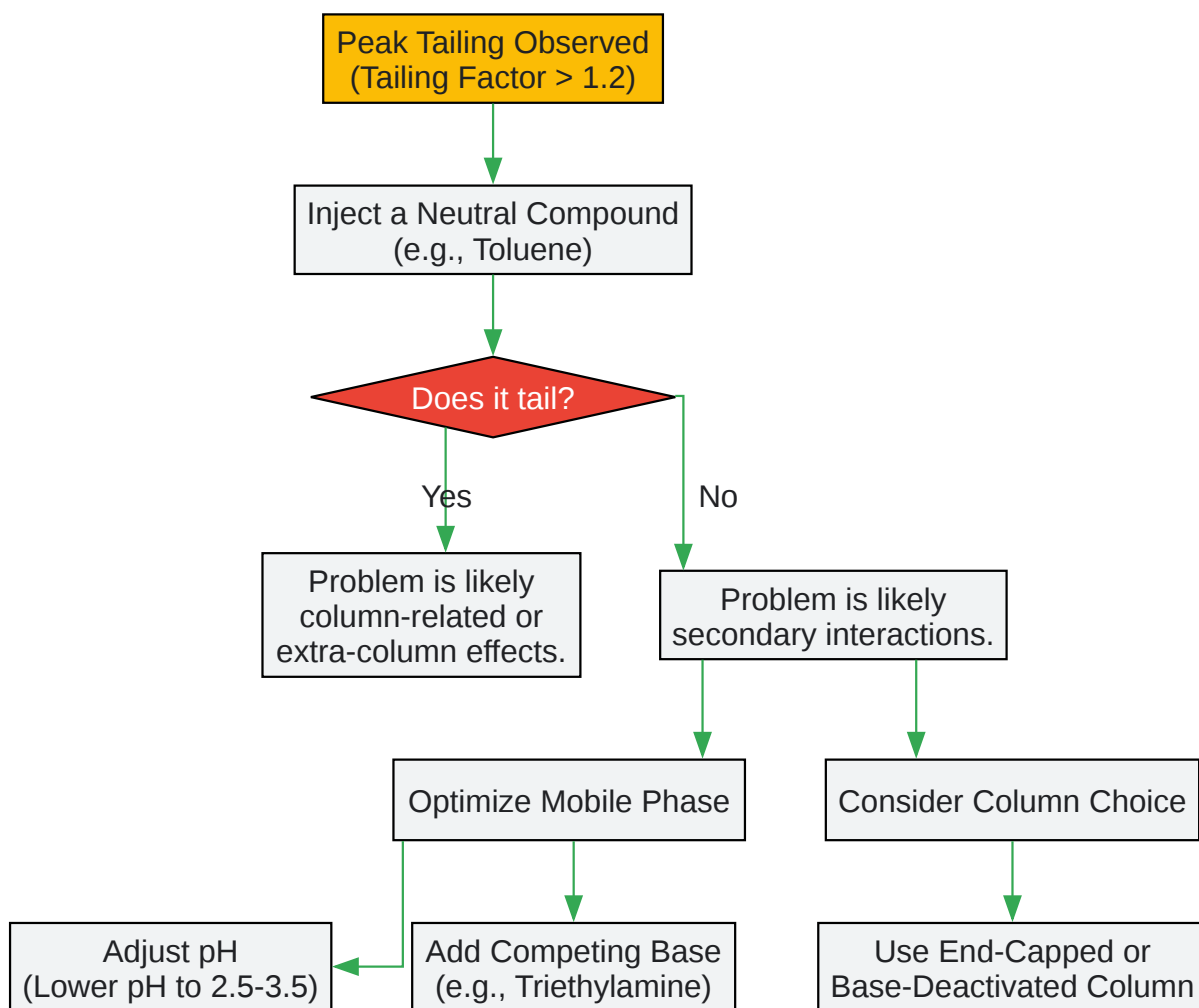 Peak Tailing Observed
(Tailing Factor > 1.2)
Inject a Neutral Compound
(e.g., Toluene)
Does it tail?
Yes
No
Problem is likely
column-related or
extra-column effects.
Problem is likely
secondary interactions.
Optimize Mobile Phase
Consider Column Choice
Adjust pH
(Lower pH to 2.5-3.5)
Add Competing Base
(e.g., Triethylamine)
Use End-Capped or
Base-Deactivated Column